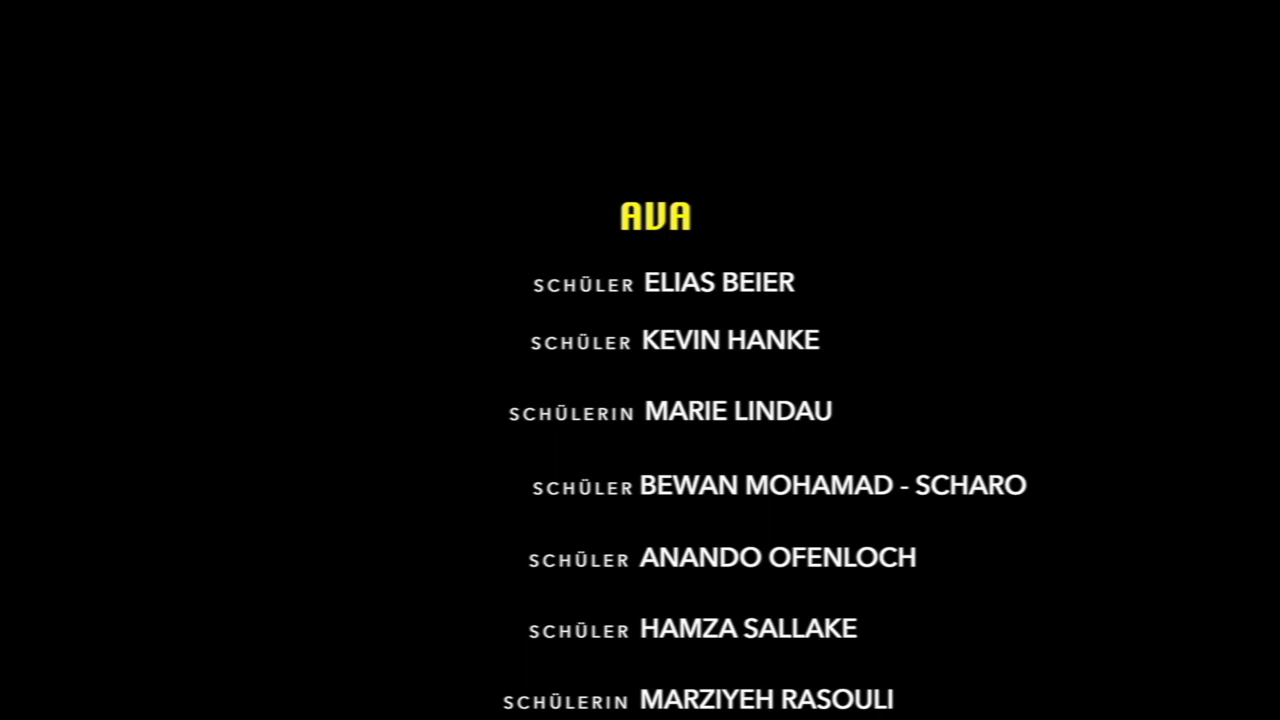 AVA
SCHÜLER ELIAS BEIER
SCHÜLER KEVIN HANKE
SCHÜLERIN MARIE LINDAU
SCHÜLER BEWAN MOHAMAD - SCHARO
SCHÜLER ANANDO OFENLOCH
SCHÜLER HAMZA SALLAKE
SCHÜLERIN MARZIYEH RASOULI